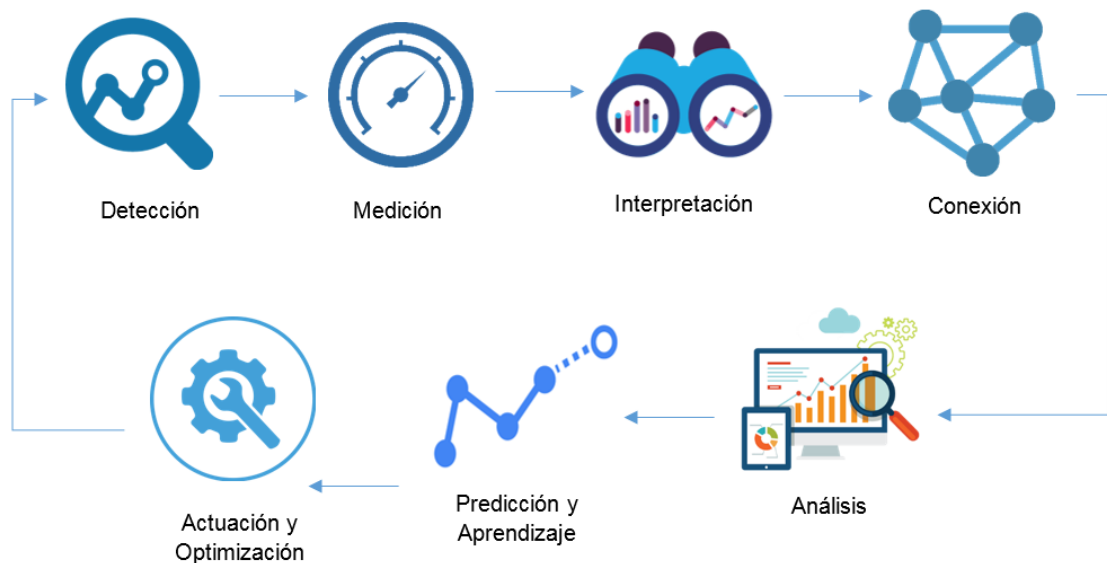 Detección
Medición
Interpretación
Conexión
Análisis
Predicción y
Aprendizaje
Actuación y
Optimización